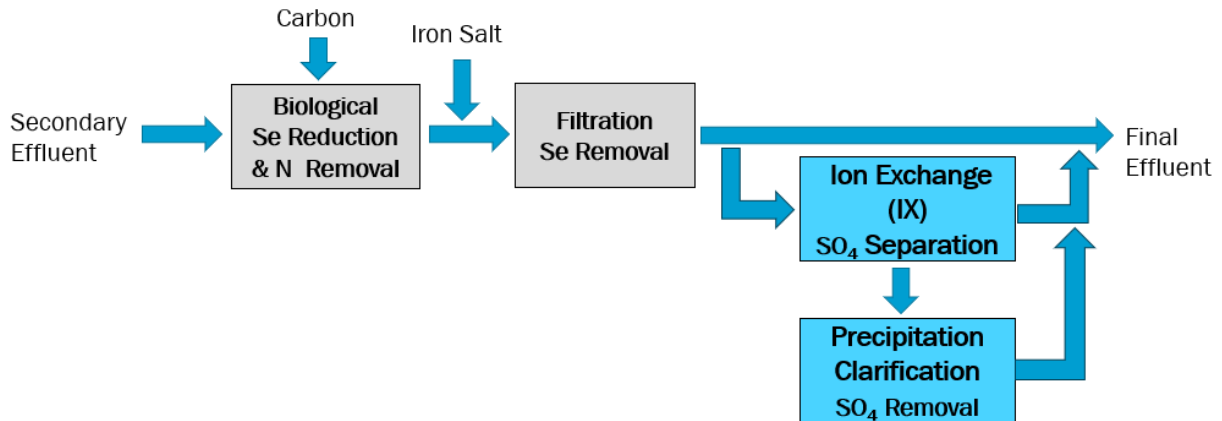 Carbon
Iron Salt
Secondary
Effluent
Biological
Se Reduction
& N Removal
Filtration
Se Removal
Final
Effluent
Ion Exchange
(IX)
SO₄ Separation
Precipitation
Clarification
SO₄ Removal